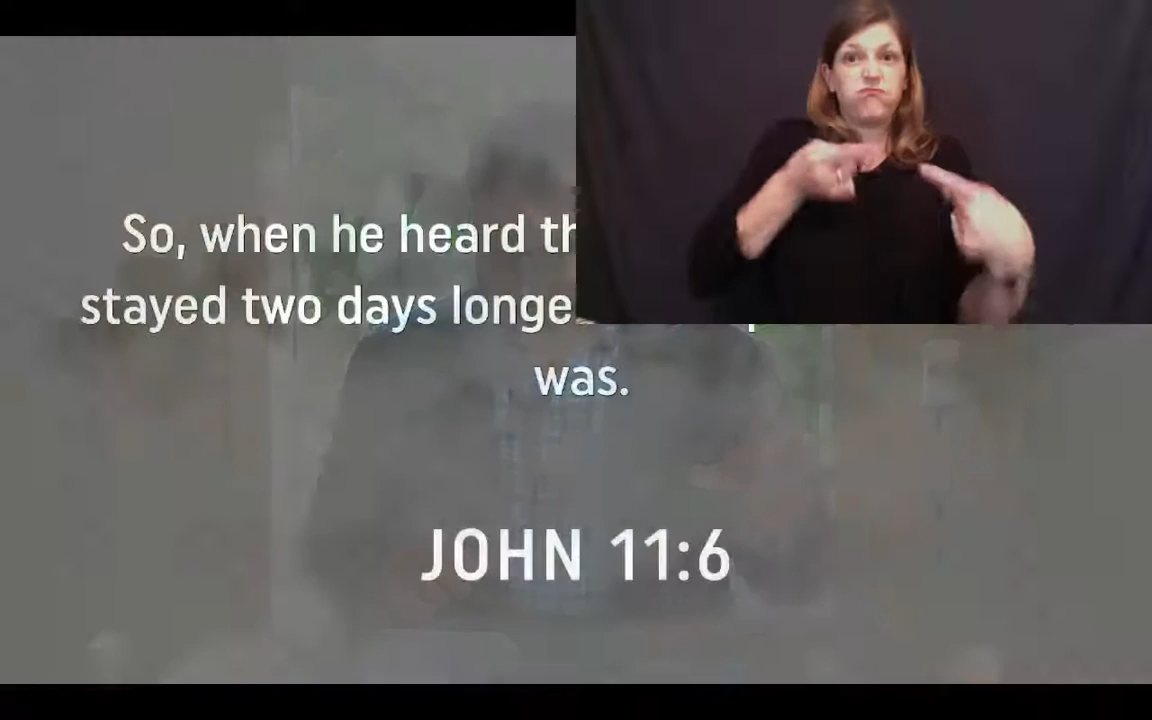 So, when he heard th
stayed two days longe
was.
JOHN 11:6